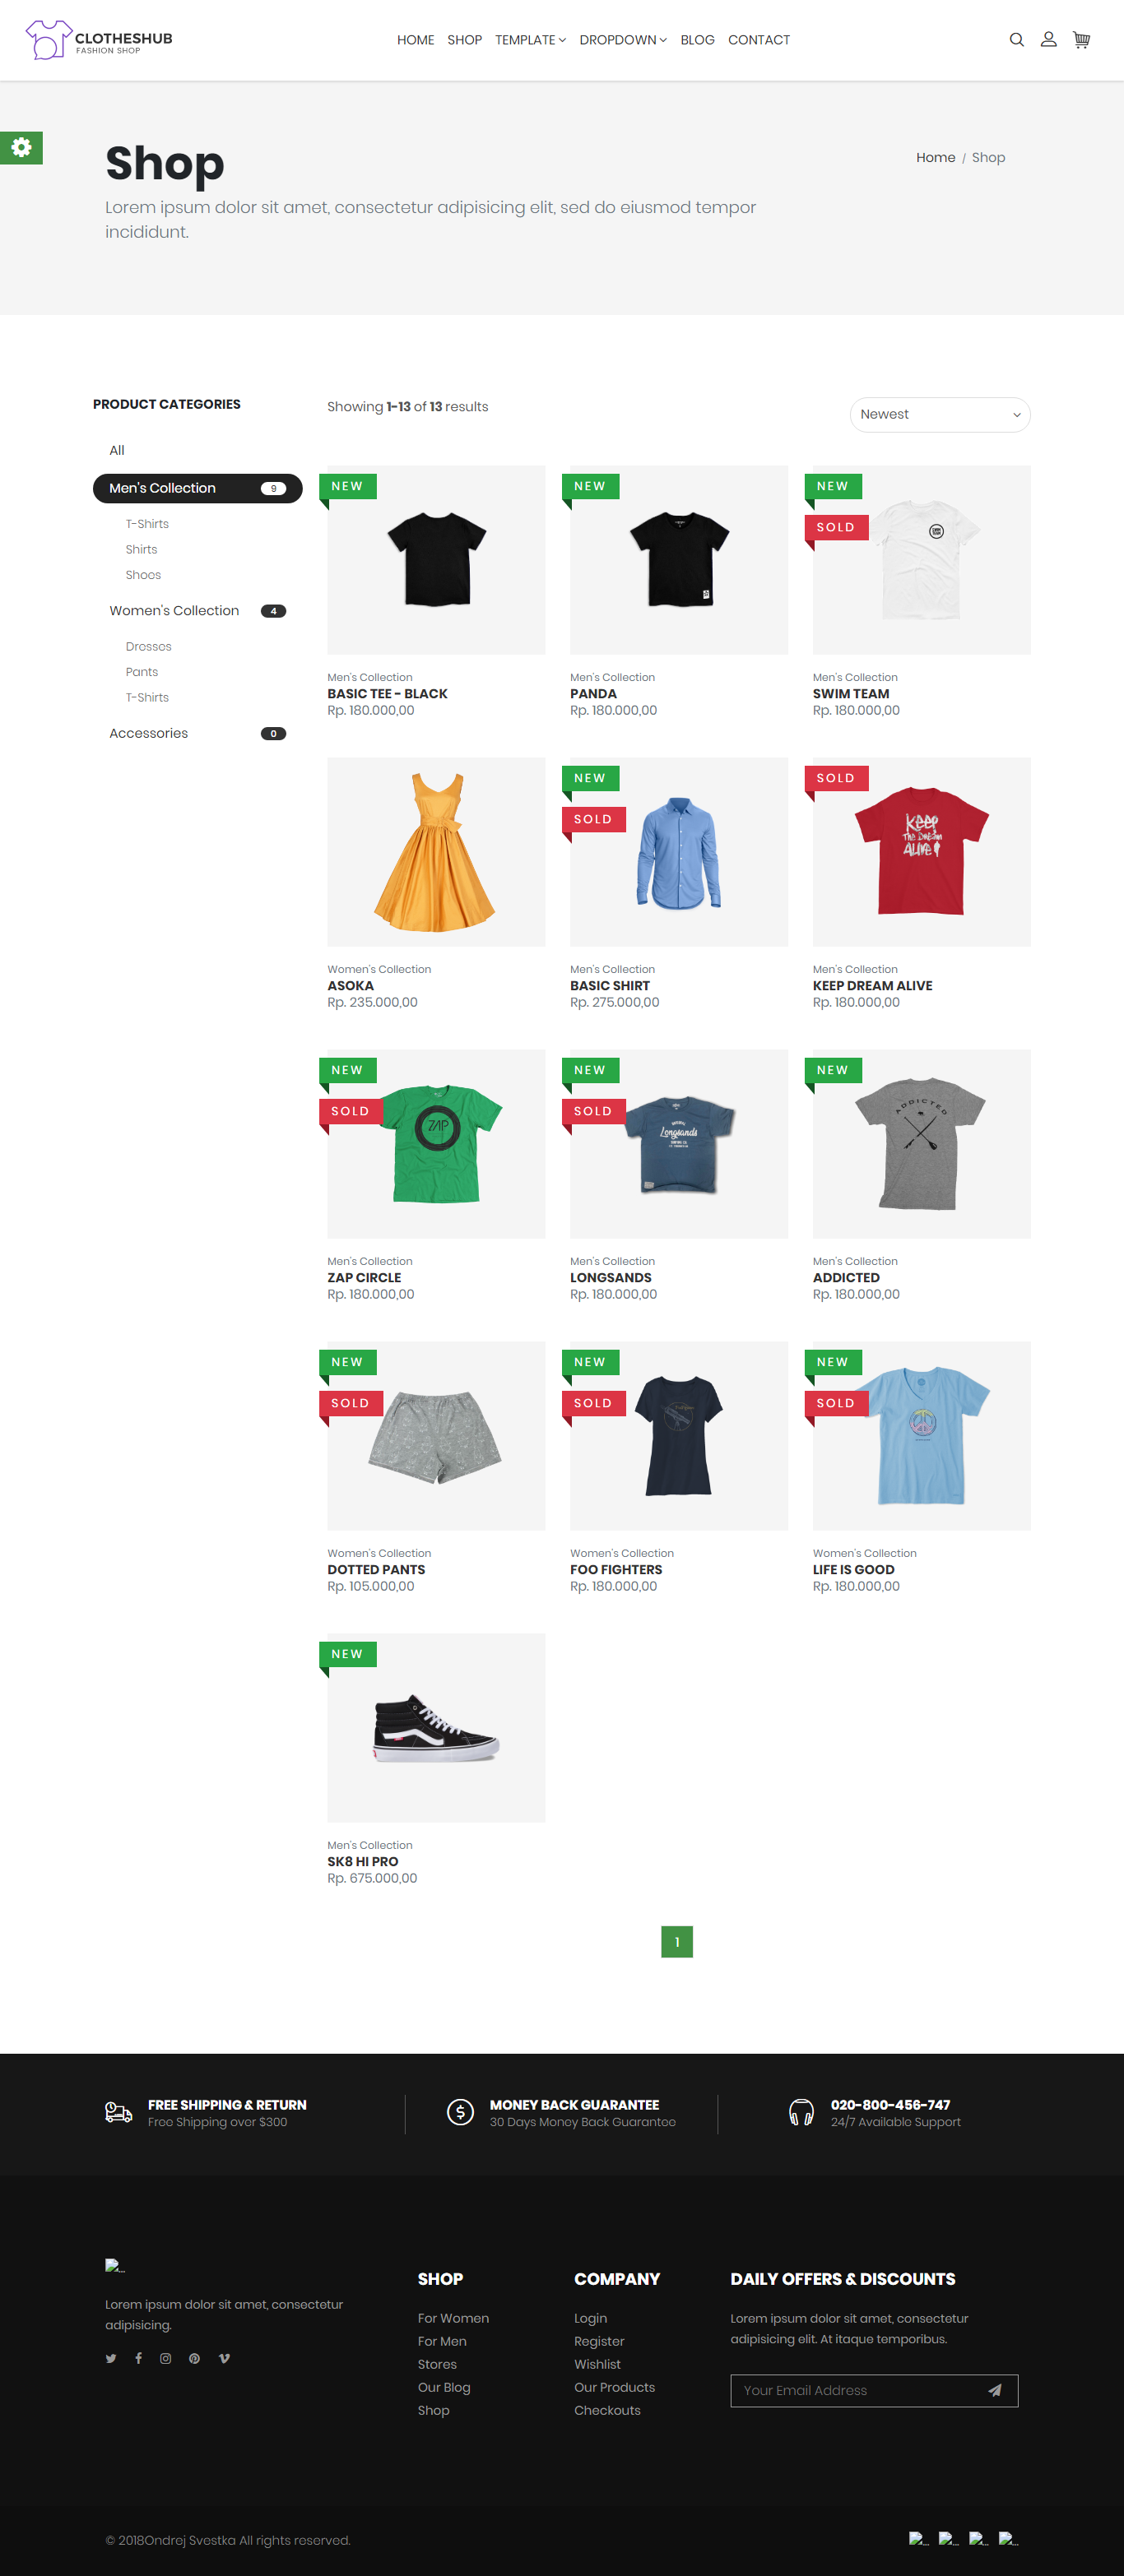 CLOTHESHUB
FASHION SHOP
HOME SHOP TEMPLATE DROPDOWN BLOG CONTACT
Shop
Home / Shop
Lorem ipsum dolor sit amet, consectetur adipisicing elit, sed do eiusmod tempor
incididunt.
PRODUCT CATEGORIES
All
Men's Collection 9
T-Shirts
Shirts
Shoes
Women's Collection 4
Dresses
Pants
T-Shirts
Accessories 0
Showing 1-13 of 13 results
Newest
NEW
Men's Collection
BASIC TEE - BLACK
Rp. 180.000,00
NEW
Men's Collection
PANDA
Rp. 180.000,00
NEW
SOLD
Men's Collection
SWIM TEAM
Rp. 180.000,00
Women's Collection
ASOKA
Rp. 235.000,00
NEW
SOLD
Men's Collection
BASIC SHIRT
Rp. 275.000,00
SOLD
KEEP
THE DREAM
ALIVE
Men's Collection
KEEP DREAM ALIVE
Rp. 180.000,00
NEW
SOLD
ZAP
Men's Collection
ZAP CIRCLE
Rp. 180.000,00
NEW
SOLD
Longsands
Men's Collection
LONGSANDS
Rp. 180.000,00
NEW
ADDICTED
Men's Collection
ADDICTED
Rp. 180.000,00
NEW
SOLD
Women's Collection
DOTTED PANTS
Rp. 105.000,00
NEW
SOLD
Women's Collection
FOO FIGHTERS
Rp. 180.000,00
NEW
SOLD
Women's Collection
LIFE IS GOOD
Rp. 180.000,00
NEW
Men's Collection
SK8 HI PRO
Rp. 675.000,00
1
FREE SHIPPING & RETURN
Free Shipping over $300
MONEY BACK GUARANTEE
30 Days Money Back Guarantee
020-800-456-747
24/7 Available Support
...
Lorem ipsum dolor sit amet, consectetur
adipisicing.
SHOP
For Women
For Men
Stores
Our Blog
Shop
COMPANY
Login
Register
Wishlist
Our Products
Checkouts
DAILY OFFERS & DISCOUNTS
Lorem ipsum dolor sit amet, consectetur
adipisicing elit. At itaque temporibus.
Your Email Address
© 2018Ondrej Svestka All rights reserved.
... ... ... ...